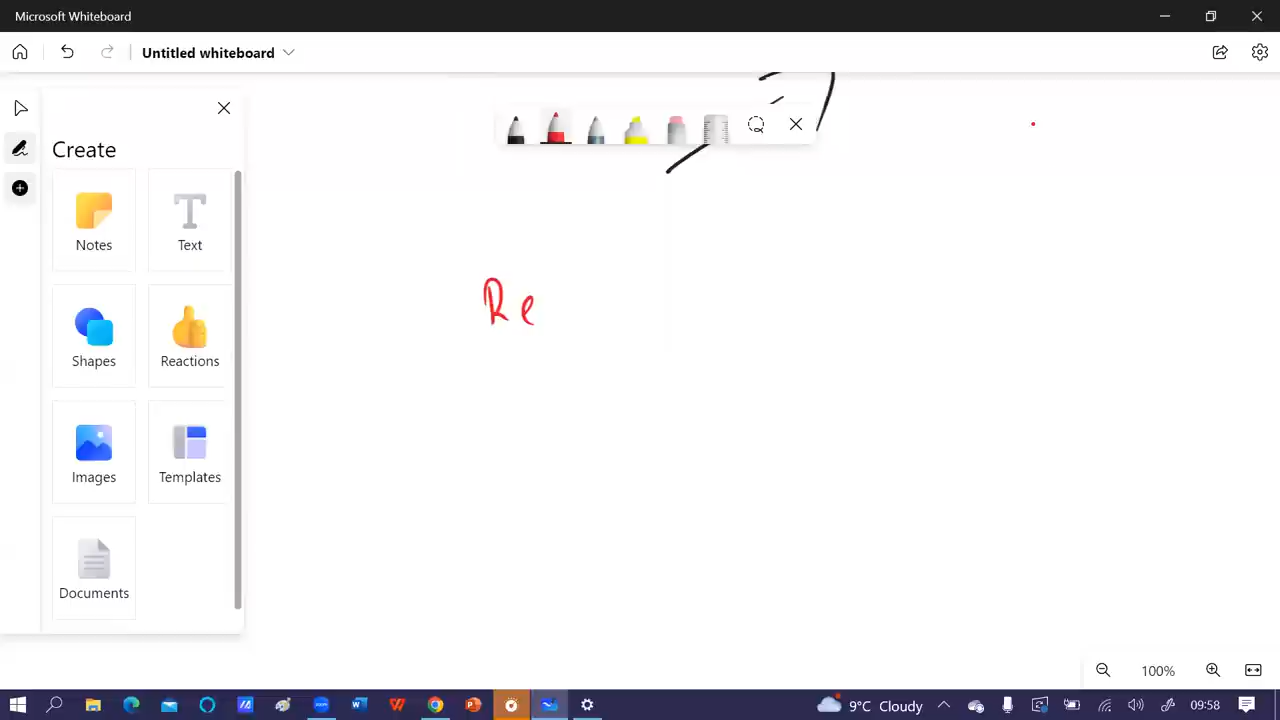 Microsoft Whiteboard
Untitled whiteboard
Create
Notes
Text
Re
Shapes
Reactions
Images
Templates
Documents
100%
9°C Cloudy
09:58